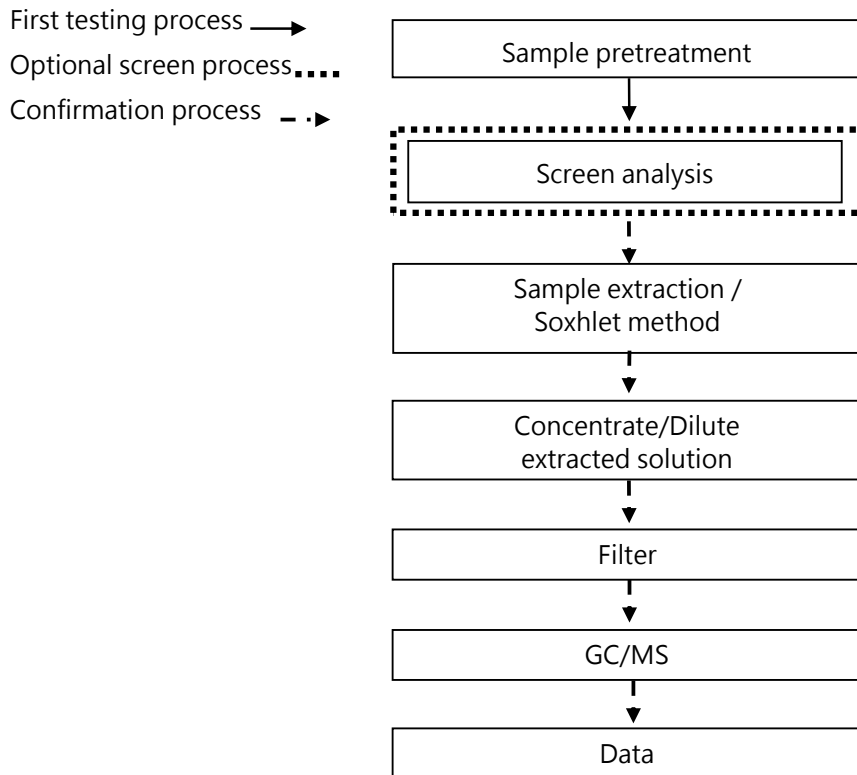 First testing process
Optional screen process
Confirmation process
Sample pretreatment
Screen analysis
Sample extraction /
Soxhlet method
Concentrate/Dilute
extracted solution
Filter
GC/MS
Data